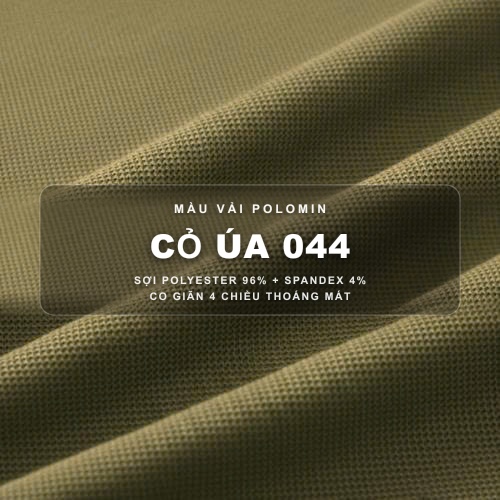 MÀU VẢI POLOMIN
CỎ ÚA 044
SỢI POLYESTER 96% + SPANDEX 4%
CO GIÃN 4 CHIỀU THOÁNG MÁT